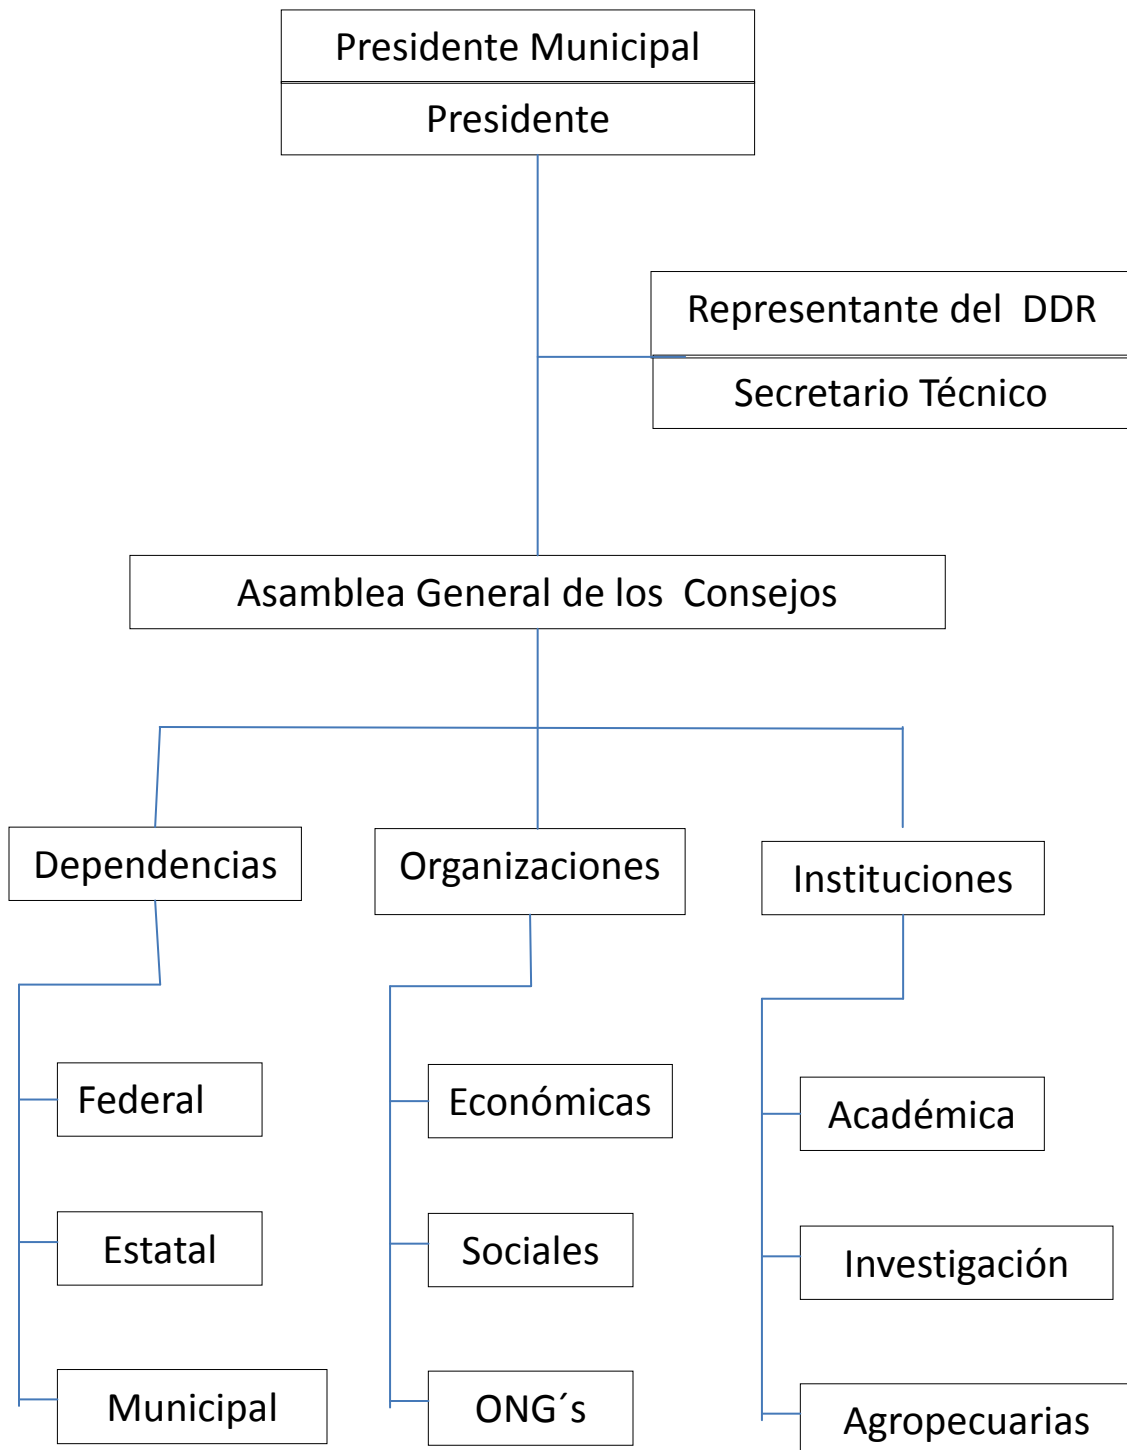 Presidente Municipal
Presidente
Representante del DDR
Secretario Técnico
Asamblea General de los Consejos
Dependencias
Organizaciones
Instituciones
Federal
Económicas
Académica
Estatal
Sociales
Investigación
Municipal
ONG´s
Agropecuarias